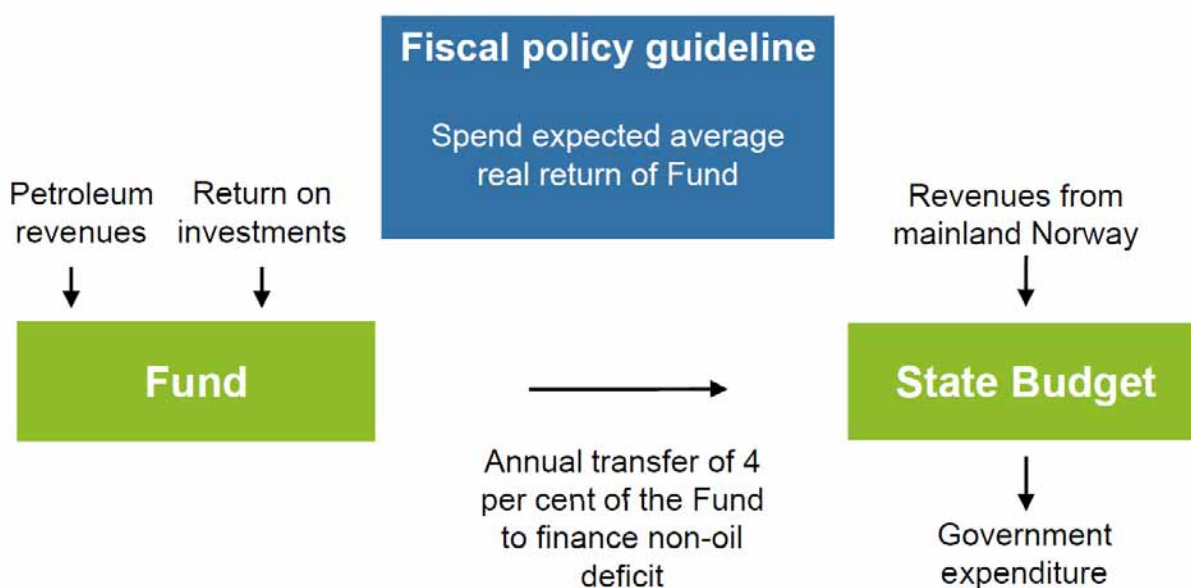 Fiscal policy guideline
Spend expected average
real return of Fund
Petroleum
revenues
Return on
investments
Revenues from
mainland Norway
Fund
State Budget
Annual transfer of 4
per cent of the Fund
to finance non-oil
deficit
Government
expenditure